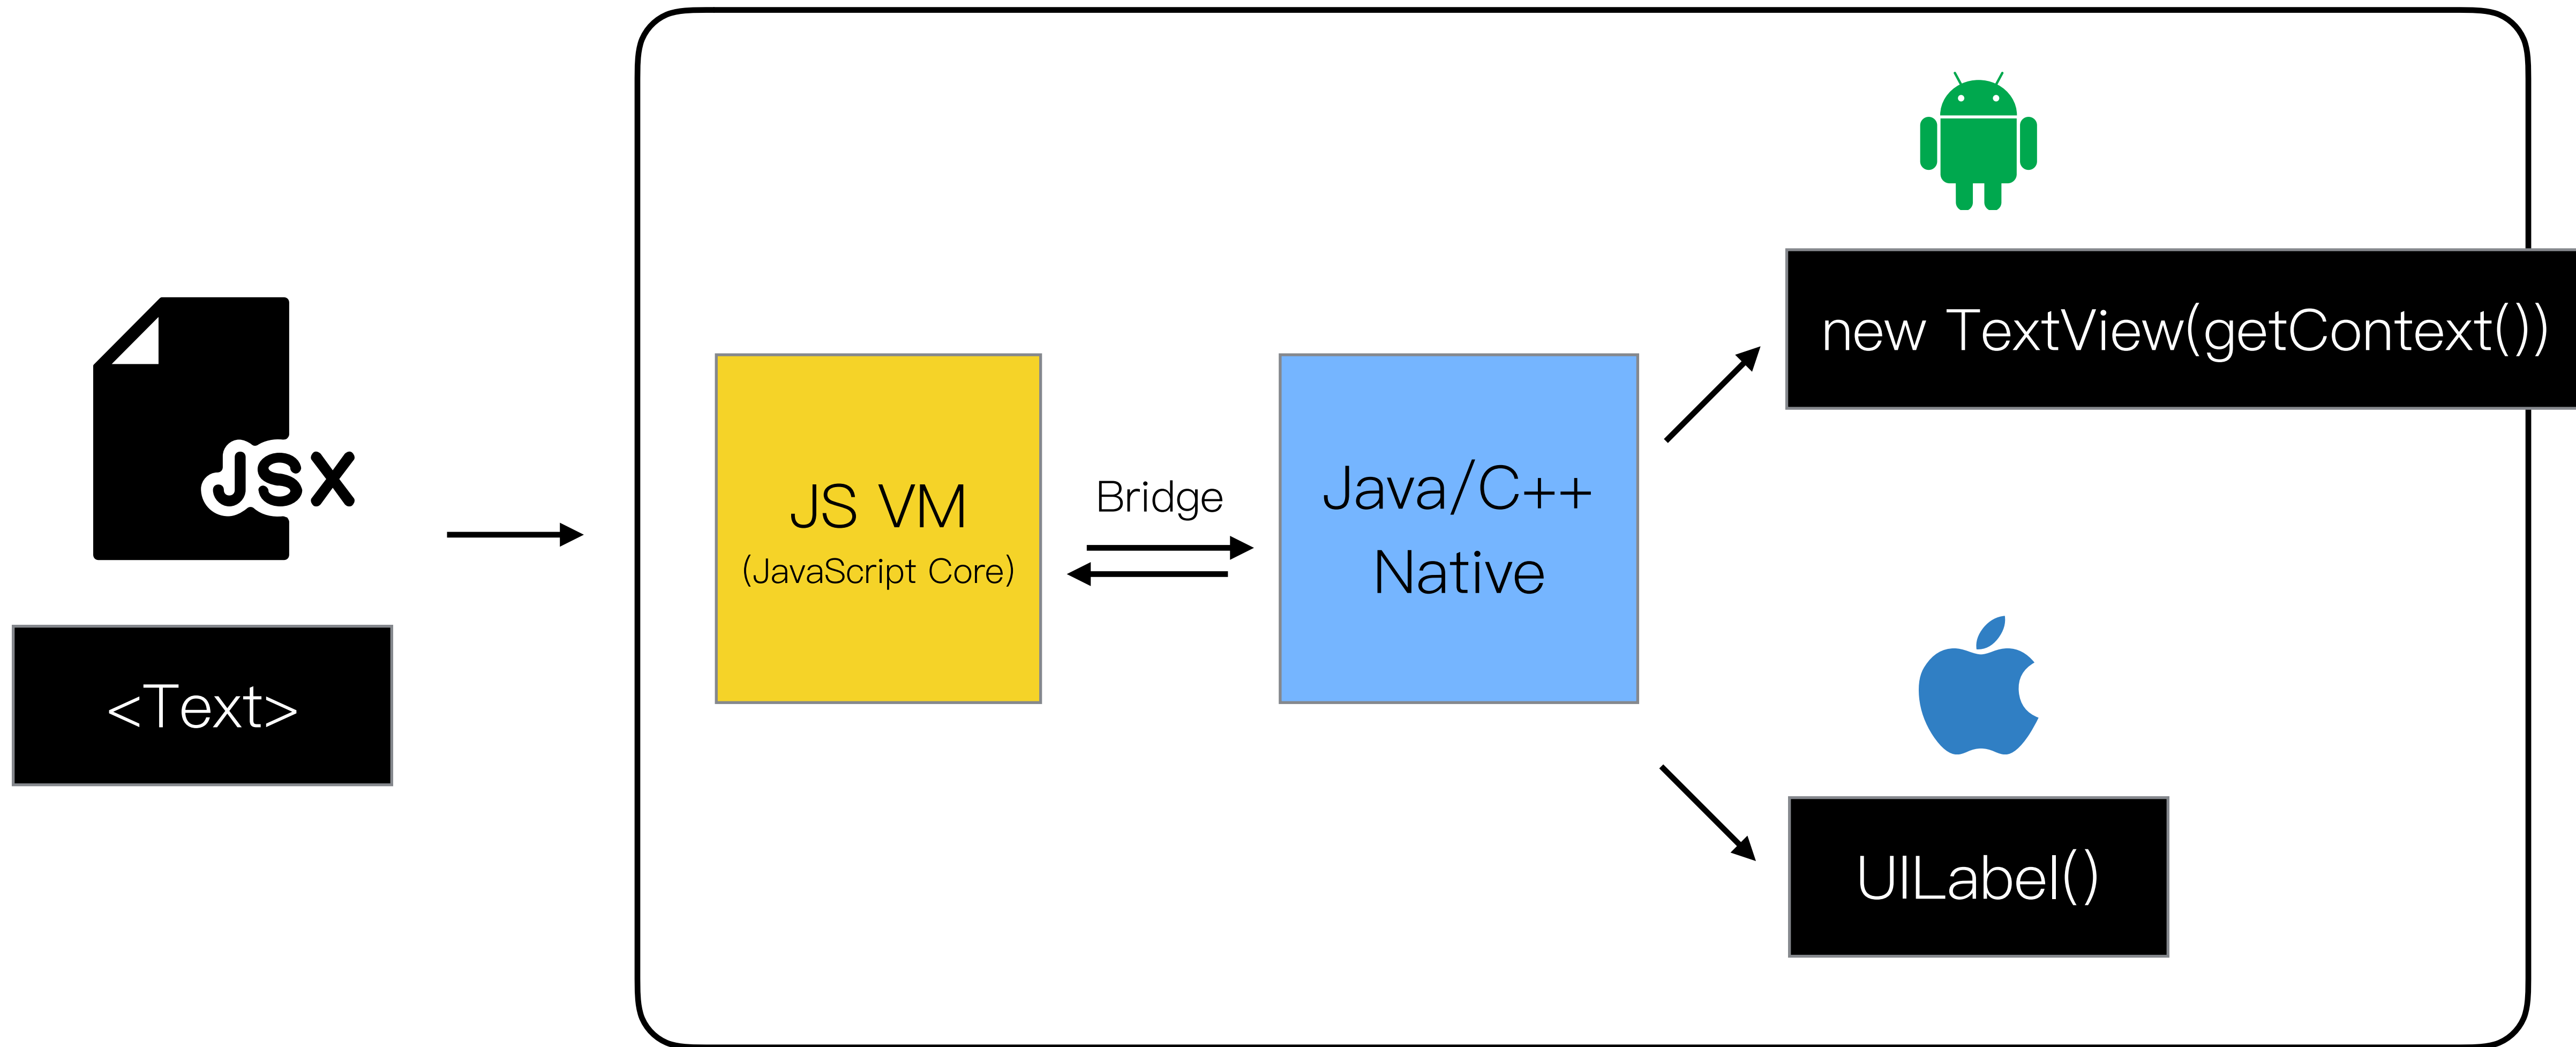 JSX
<Text>
JS VM
(JavaScript Core)
Bridge
Java/C++
Native
new TextView(getContext())
UILabel()